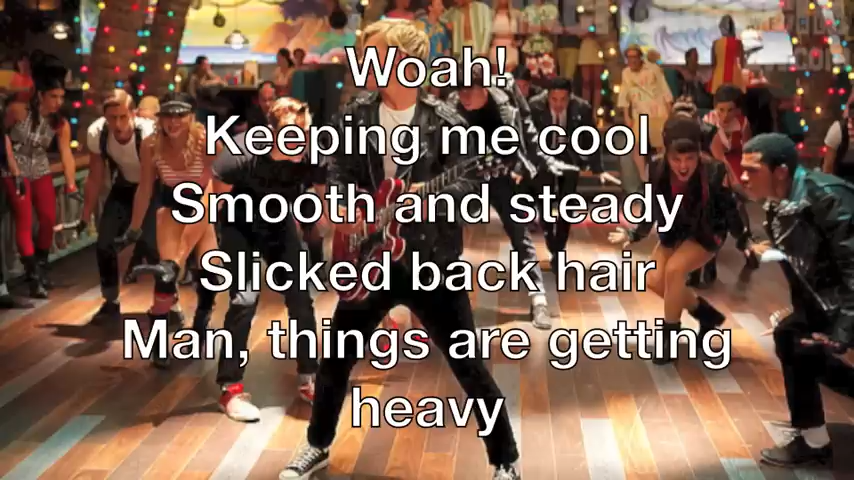 Woah!
Keeping me cool
Smooth and steady
Slicked back hair
Man, things are getting
heavy